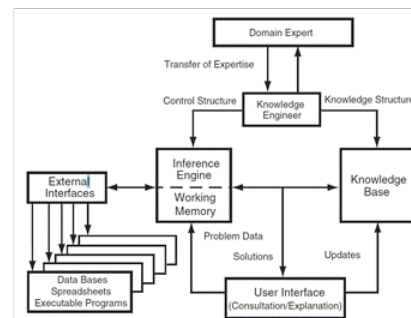 Domain Expert
Transfer of Expertise
Control Structure
Knowledge
Engineer
Knowledge Structure
External
Interfaces
Inference
Engine
Working
Memory
Knowledge
Base
Problem Data
Solutions
Updates
Data Bases
Spreadsheets
Executable Programs
User Interface
(Consultation/Explanation)